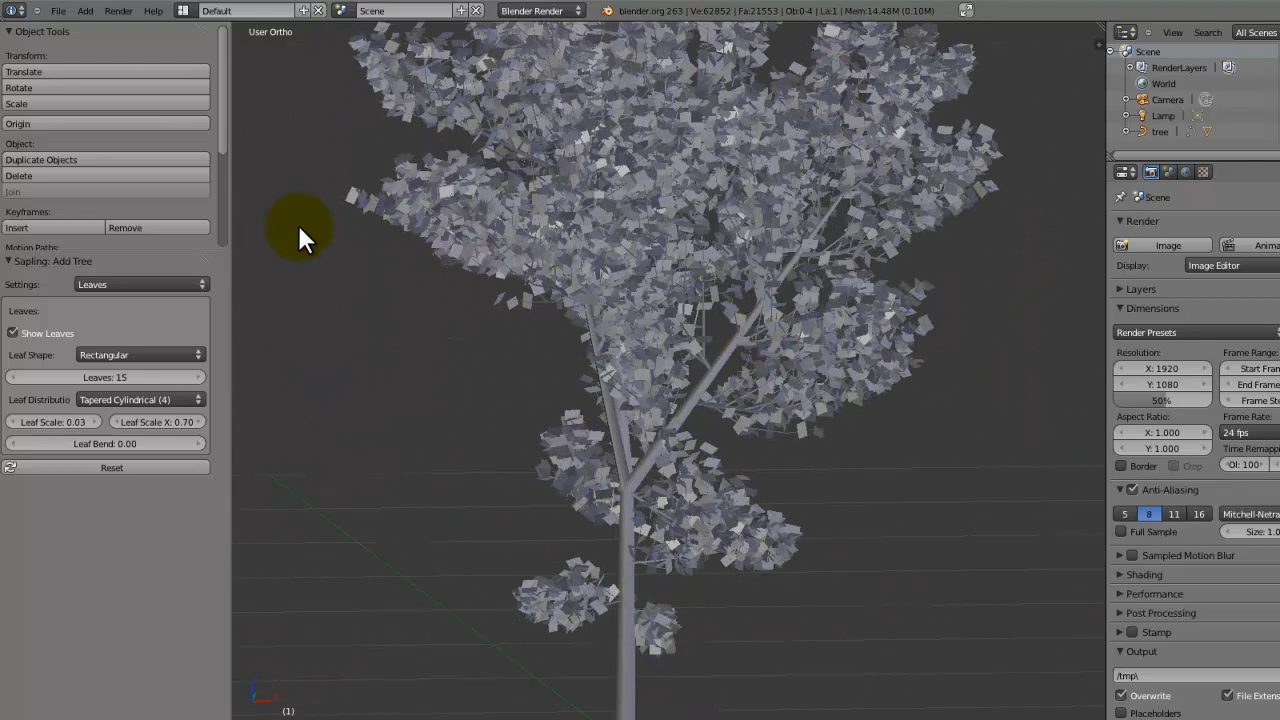 File Add Render Help Default Scene Blender Render blender.org 263 | Ve:62852 | Fa:21553 | Ob:0-4 | La:1 | Mem:14.48M (0.10M)
Object Tools
Transform:
Translate
Rotate
Scale
Origin
Object:
Duplicate Objects
Delete
Join
Keyframes:
Insert Remove
Motion Paths:
Sapling: Add Tree
Settings: Leaves
Leaves:
Show Leaves
Leaf Shape: Rectangular
Leaves: 15
Leaf Distributio Tapered Cylindrical (4)
Leaf Scale: 0.03 Leaf Scale X: 0.70
Leaf Bend: 0.00
Reset
User Ortho
(1)
View Search All Scenes
Scene
RenderLayers
World
Camera
Lamp
tree
Scene
Render
Image Anima
Display: Image Editor
Layers
Dimensions
Render Presets
Resolution: Frame Range:
X: 1920 Start Fram
Y: 1080 End Frame
50% Frame Ste
Aspect Ratio: Frame Rate:
X: 1.000 24 fps
Y: 1.000 Time Remapp
Border Crop Ol: 100
Anti-Aliasing
5 8 11 16 Mitchell-Netra
Full Sample Size: 1.0
Sampled Motion Blur
Shading
Performance
Post Processing
Stamp
Output
/tmp\
Overwrite File Extens
Placeholders